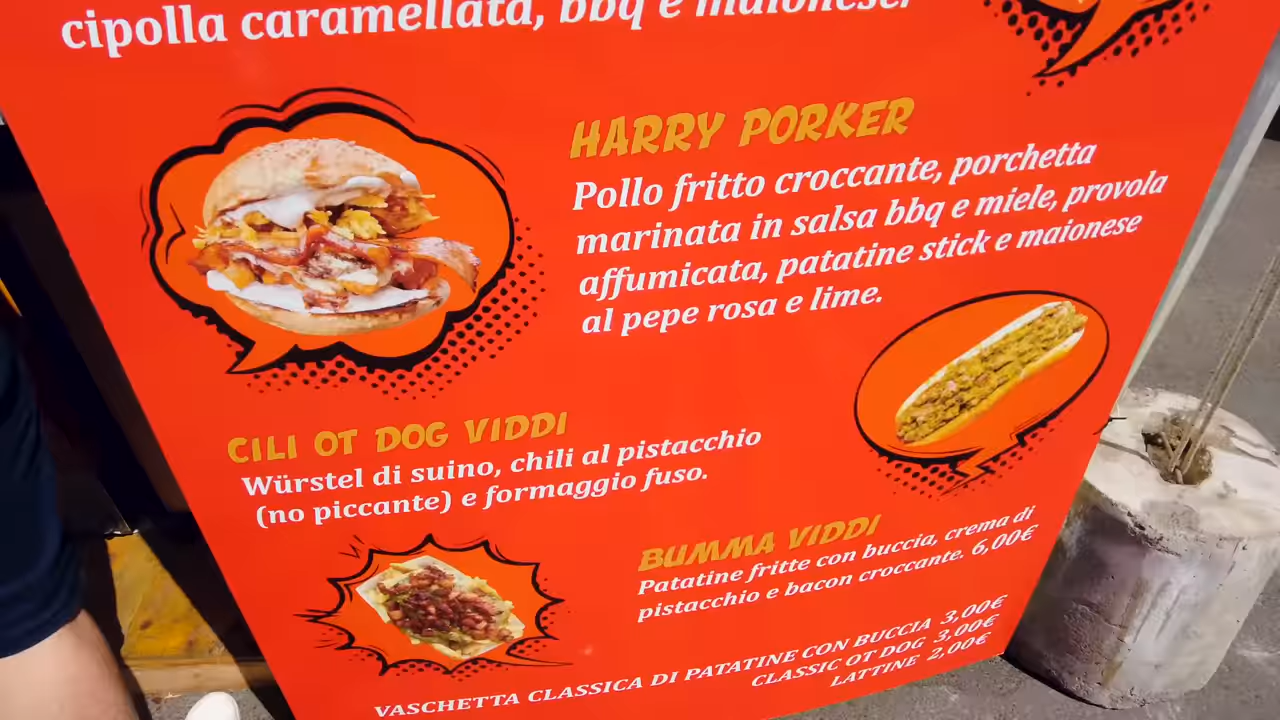 cipolla caramellata, bbq e maionese.
HARRY PORKER
Pollo fritto croccante, porchetta
marinata in salsa bbq e miele, provola
affumicata, patatine stick e maionese
al pepe rosa e lime.
CILI OT DOG VIDDI
Würstel di suino, chili al pistacchio
(no piccante) e formaggio fuso.
BUMMA VIDDI
Patatine fritte con buccia, crema di
pistacchio e bacon croccante. 6,00€
VASCHETTA CLASSICA DI PATATINE CON BUCCIA 3,00€
CLASSIC OT DOG 3,00€
LATTINE 2,00€